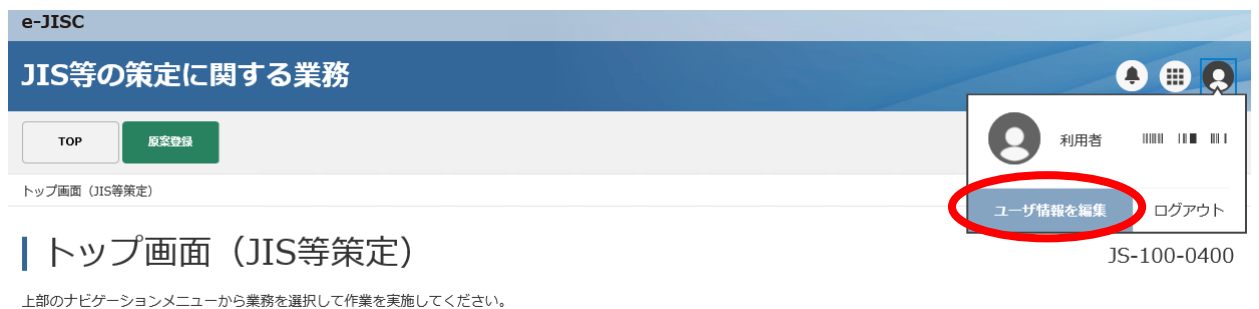 e-JISC
JIS等の策定に関する業務
利用者
TOP
原案登録
トップ画面（JIS等策定）
ユーザ情報を編集
ログアウト
トップ画面（JIS等策定）
JS-100-0400
上部のナビゲーションメニューから業務を選択して作業を実施してください。